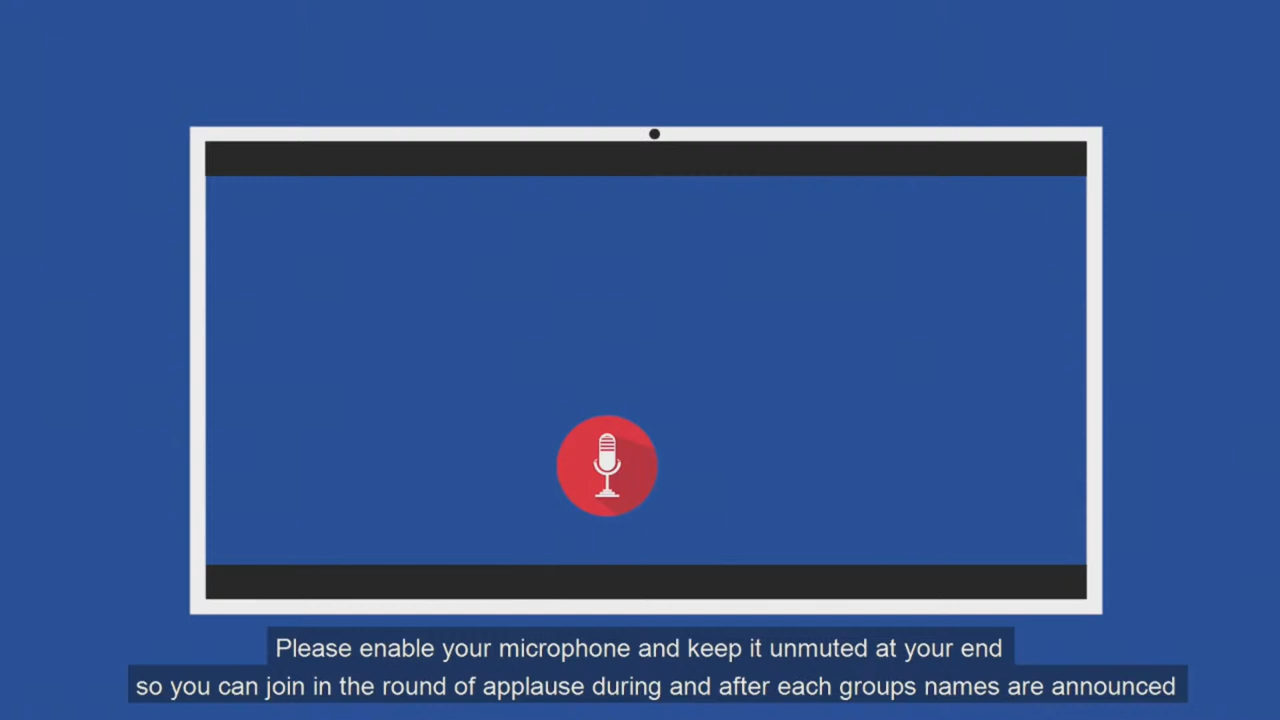 Please enable your microphone and keep it unmuted at your end
so you can join in the round of applause during and after each groups names are announced